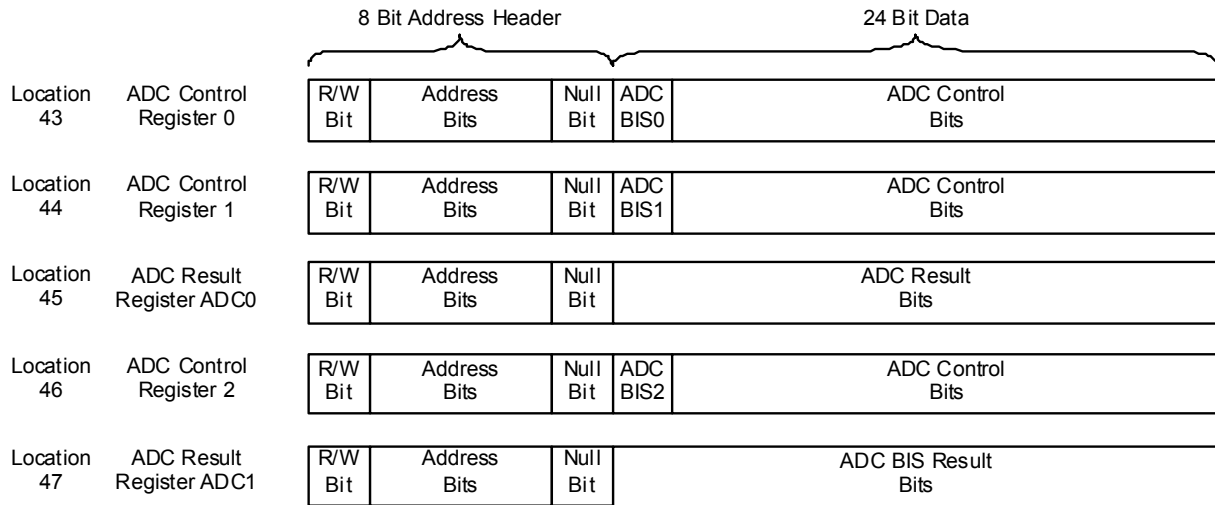 8 Bit Address Header 24 Bit Data
Location ADC Control R/W Address Null ADC ADC Control
43 Register 0 Bit Bits Bit BIS0 Bits
Location ADC Control R/W Address Null ADC ADC Control
44 Register 1 Bit Bits Bit BIS1 Bits
Location ADC Result R/W Address Null ADC Result
45 Register ADC0 Bit Bits Bit Bits
Location ADC Control R/W Address Null ADC ADC Control
46 Register 2 Bit Bits Bit BIS2 Bits
Location ADC Result R/W Address Null ADC BIS Result
47 Register ADC1 Bit Bits Bit Bits